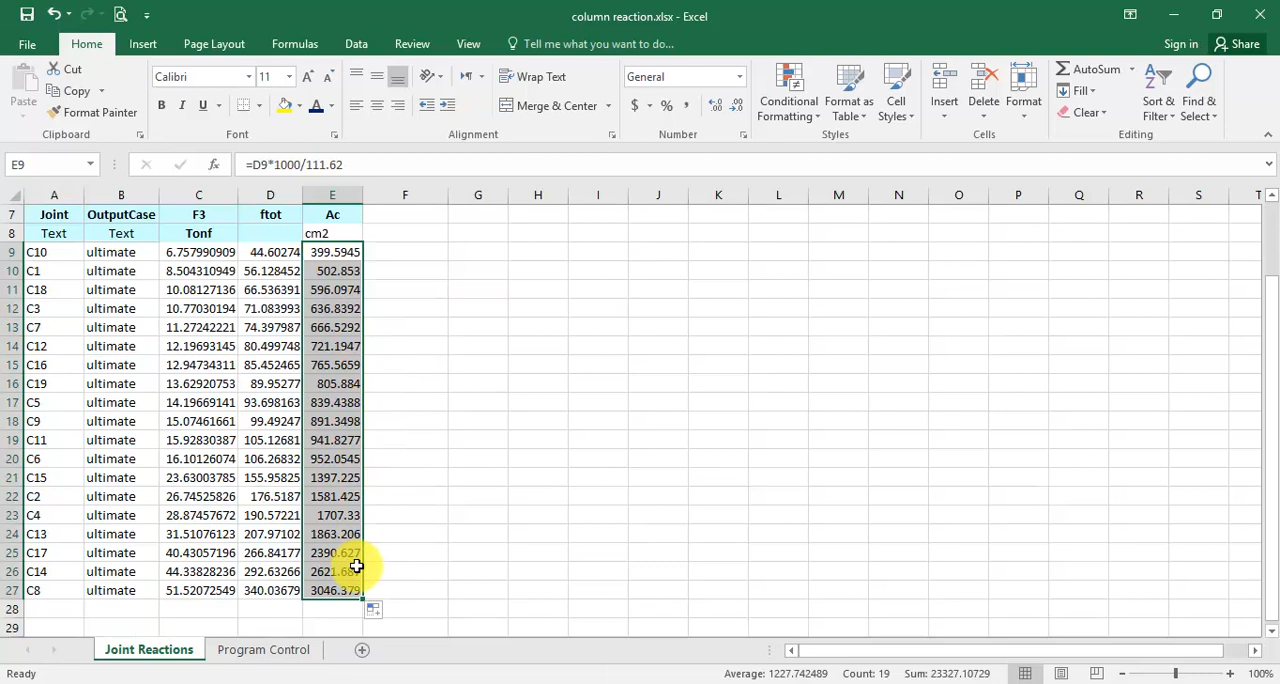 column reaction.xlsx - Excel
File Home Insert Page Layout Formulas Data Review View Tell me what you want to do... Sign in Share
Paste Cut Copy Format Painter Clipboard
Calibri 11 B I U A Font
Wrap Text Merge & Center Alignment
General $ % , Number
Conditional Formatting Format as Table Cell Styles Styles
Insert Delete Format Cells
AutoSum Fill Clear Sort & Filter Find & Select Editing
E9 fx =D9*1000/111.62
A B C D E F G H I J K L M N O P Q R S T
7 Joint OutputCase F3 ftot Ac
8 Text Text Tonf cm2
9 C10 ultimate 6.757990909 44.60274 399.5945
10 C1 ultimate 8.504310949 56.128452 502.853
11 C18 ultimate 10.08127136 66.536391 596.0974
12 C3 ultimate 10.77030194 71.083993 636.8392
13 C7 ultimate 11.27242221 74.397987 666.5292
14 C12 ultimate 12.19693145 80.499748 721.1947
15 C16 ultimate 12.94734311 85.452465 765.5659
16 C19 ultimate 13.62920753 89.95277 805.884
17 C5 ultimate 14.19669141 93.698163 839.4388
18 C9 ultimate 15.07461661 99.49247 891.3498
19 C11 ultimate 15.92830387 105.12681 941.8277
20 C6 ultimate 16.10126074 106.26832 952.0545
21 C15 ultimate 23.63003785 155.95825 1397.225
22 C2 ultimate 26.74525826 176.5187 1581.425
23 C4 ultimate 28.87457672 190.57221 1707.33
24 C13 ultimate 31.51076123 207.97102 1863.206
25 C17 ultimate 40.43057196 266.84177 2390.627
26 C14 ultimate 44.33828236 292.63266
27 C8 ultimate 51.52072549 340.03679 3046.379
28
29
Joint Reactions Program Control
Ready Average: 1227.742489 Count: 19 Sum: 23327.10729 100%